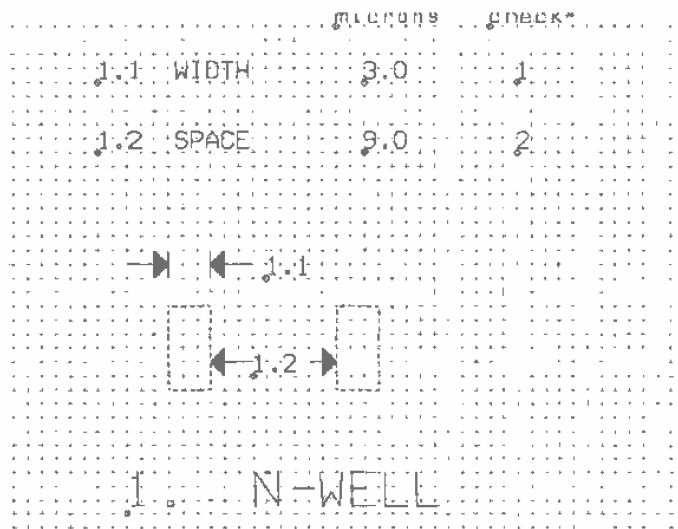 microns check*
1.1 WIDTH 3.0 1
1.2 SPACE 9.0 2
1.1
1.2
1. N-WELL